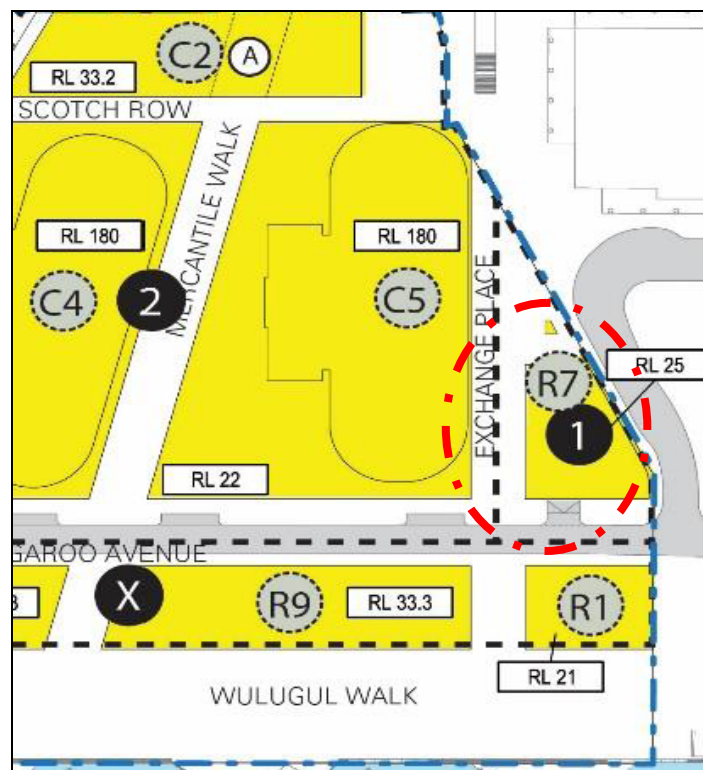 C2
A
RL 33.2
SCOTCH ROW
MERCANTILE WALK
RL 180
RL 180
C4
2
C5
EXCHANGE PLACE
R7
RL 25
1
RL 22
GAROO AVENUE
X
R9
RL 33.3
R1
RL 21
WULUGUL WALK